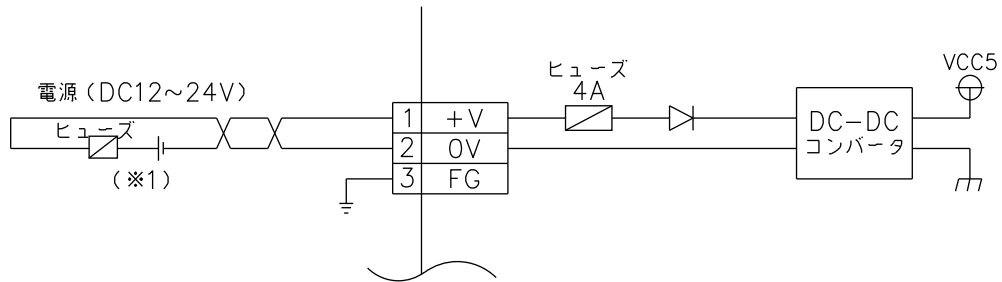 電源（DC12～24V）
ヒューズ
（※1）
1 +V
2 0V
3 FG
ヒューズ
4A
DC−DC
コンバータ
VCC5